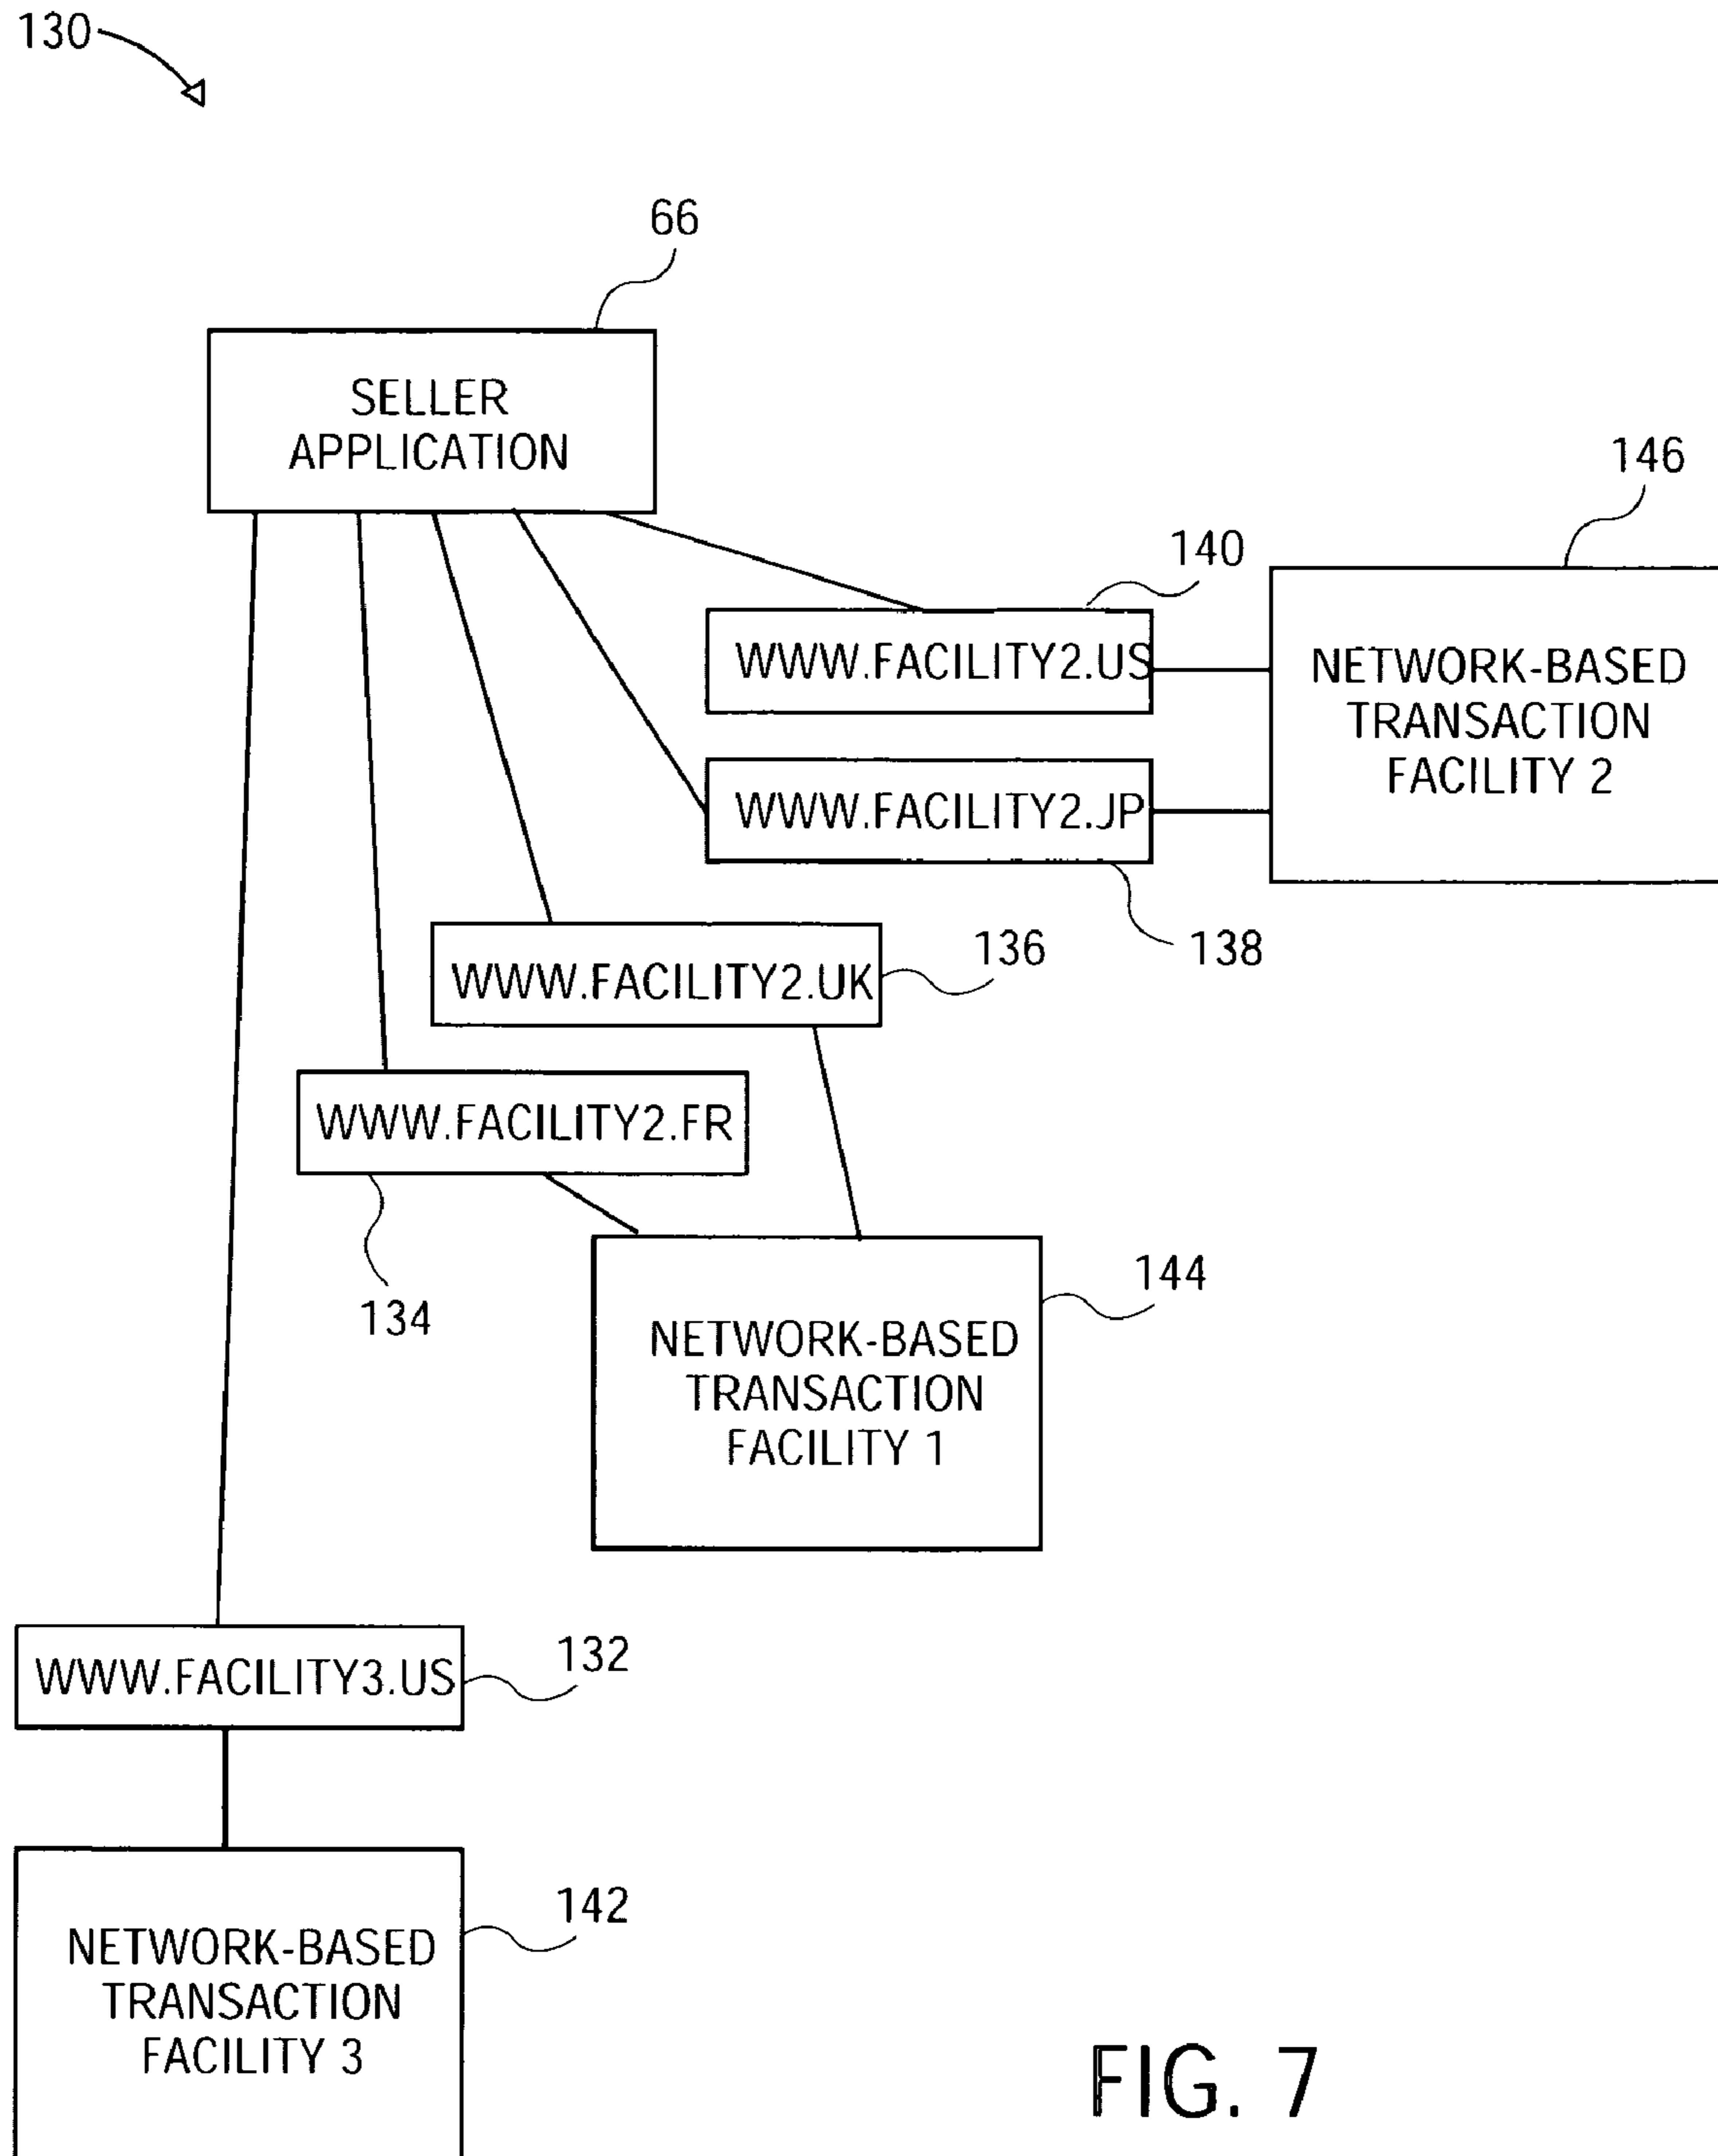 130
66
SELLER
APPLICATION
146
140
WWW.FACILITY2.US
NETWORK-BASED
TRANSACTION
FACILITY 2
WWW.FACILITY2.JP
138
136
WWW.FACILITY2.UK
WWW.FACILITY2.FR
134
144
NETWORK-BASED
TRANSACTION
FACILITY 1
132
WWW.FACILITY3.US
142
NETWORK-BASED
TRANSACTION
FACILITY 3
FIG. 7